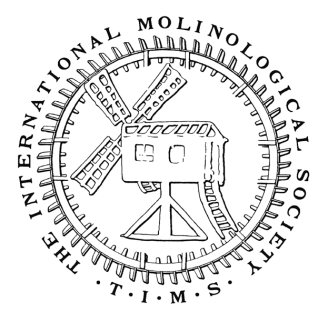 THE INTERNATIONAL MOLINOLOGICAL SOCIETY
· T · I · M · S ·